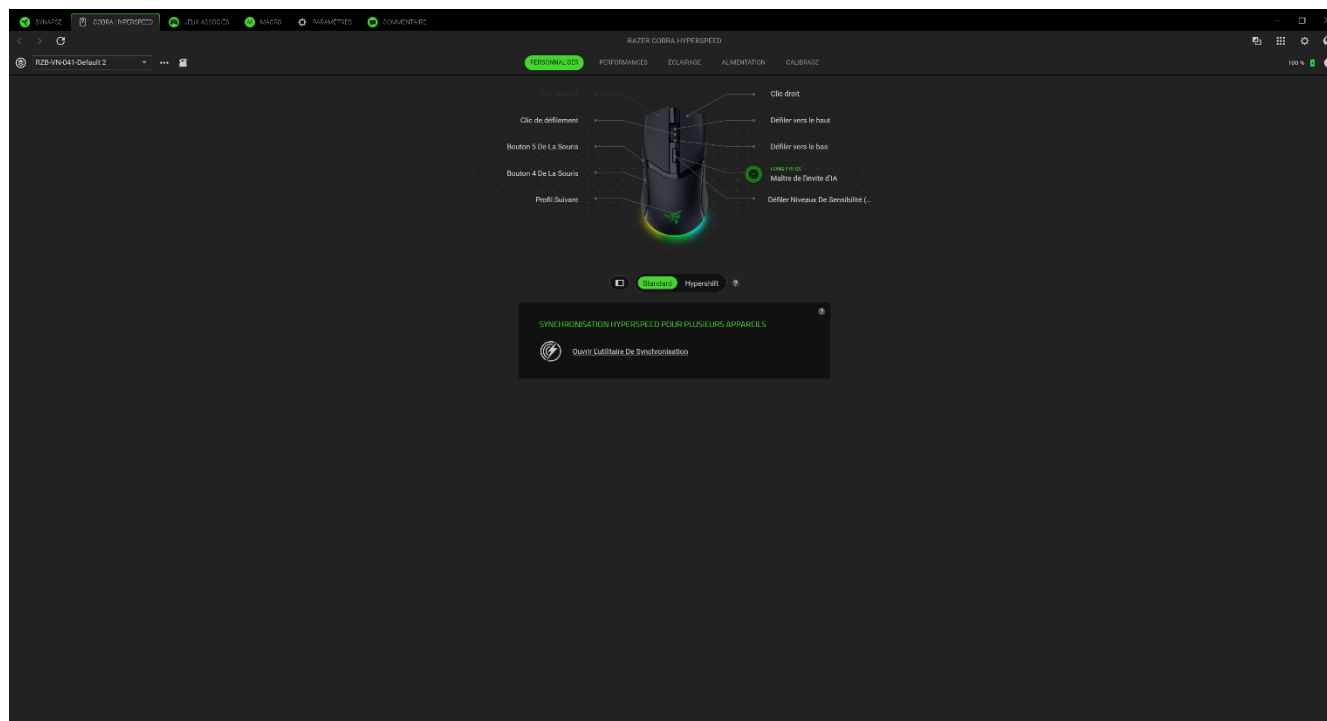 SYNAPSE COBRA HYPERSPEED JEUX ASSOCIÉS MACRO PARAMÈTRES COMMENTAIRE
RAZER COBRA HYPERSPEED
RZB-VN-041-Default 2 PERSONNALISER PERFORMANCES ÉCLAIRAGE ALIMENTATION CALIBRAGE 100 %
Clic gauche Clic droit
Clic de défilement Défiler vers le haut
Bouton 5 De La Souris Défiler vers le bas
LONG PRESS
Bouton 4 De La Souris Maître de l'invite d'IA
Profil Suivant Défiler Niveaux De Sensibilité (...
Standard Hypershift ?
SYNCHRONISATION HYPERSPEED POUR PLUSIEURS APPAREILS ?
Ouvrir L'utilitaire De Synchronisation